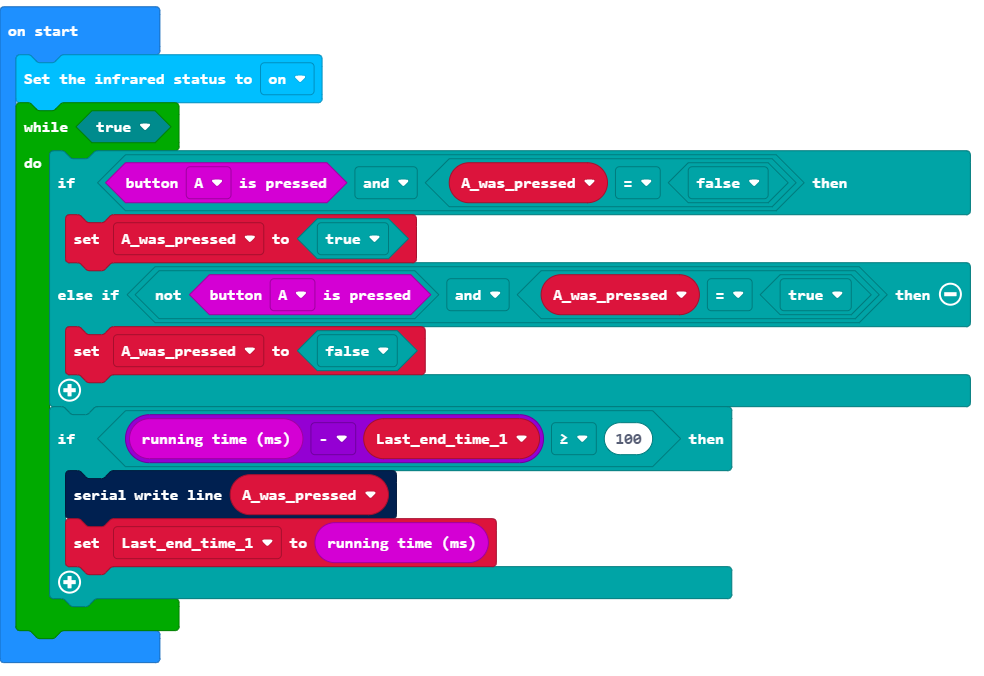 on start
Set the infrared status to on
while true
do
if button A is pressed and A_was_pressed = false then
set A_was_pressed to true
else if not button A is pressed and A_was_pressed = true then
set A_was_pressed to false
if running time (ms) - Last_end_time_1 ≥ 100 then
serial write line A_was_pressed
set Last_end_time_1 to running time (ms)